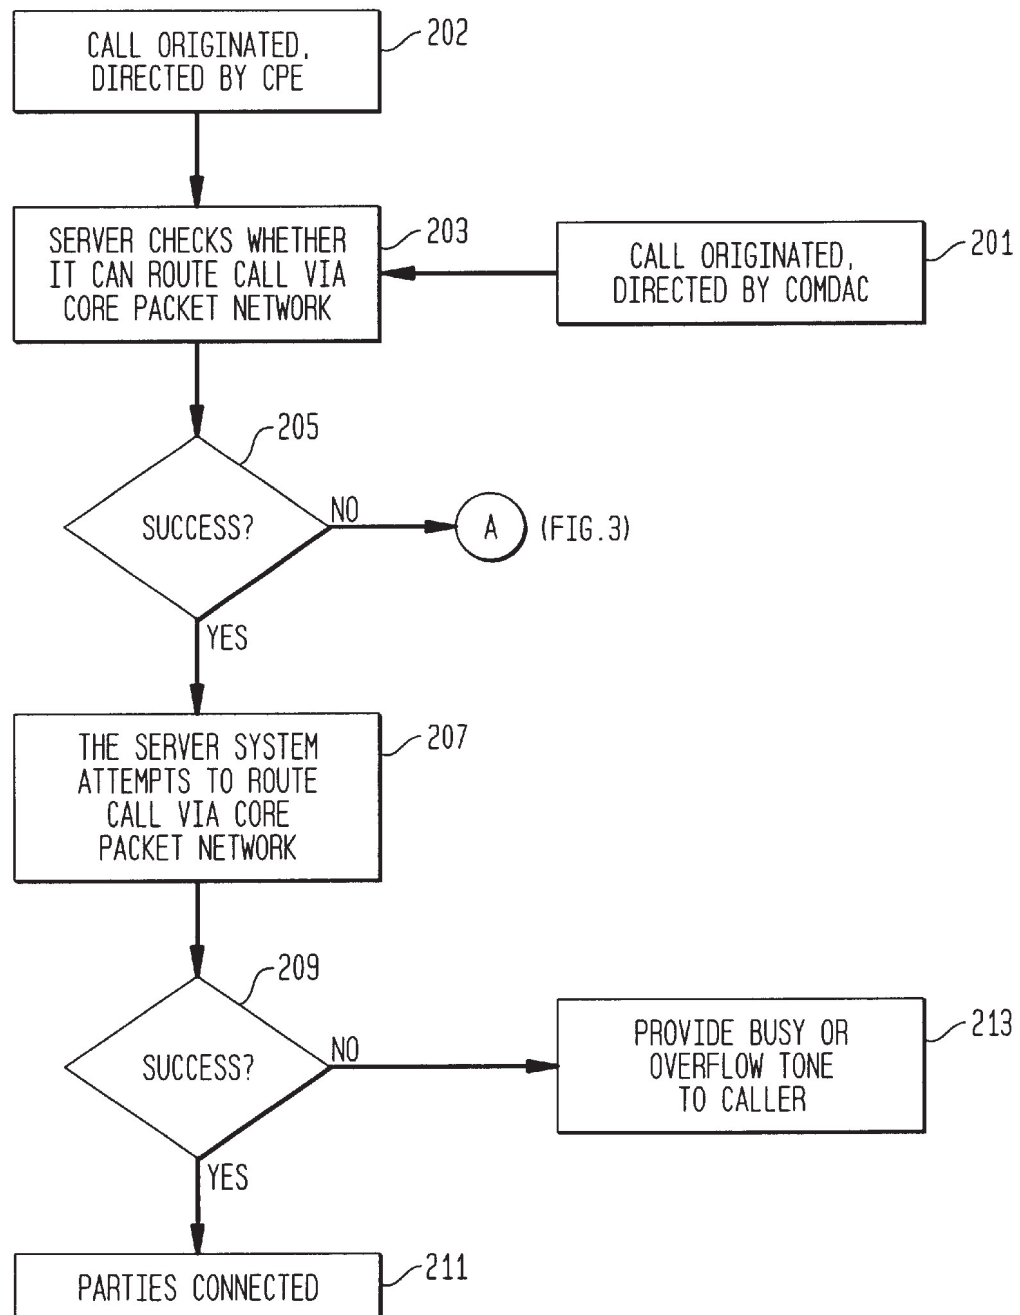 CALL ORIGINATED,
DIRECTED BY CPE
202
SERVER CHECKS WHETHER
IT CAN ROUTE CALL VIA
CORE PACKET NETWORK
203
CALL ORIGINATED,
DIRECTED BY COMDAC
201
205
SUCCESS?
NO
A
(FIG.3)
YES
THE SERVER SYSTEM
ATTEMPTS TO ROUTE
CALL VIA CORE
PACKET NETWORK
207
209
SUCCESS?
NO
PROVIDE BUSY OR
OVERFLOW TONE
TO CALLER
213
YES
PARTIES CONNECTED
211